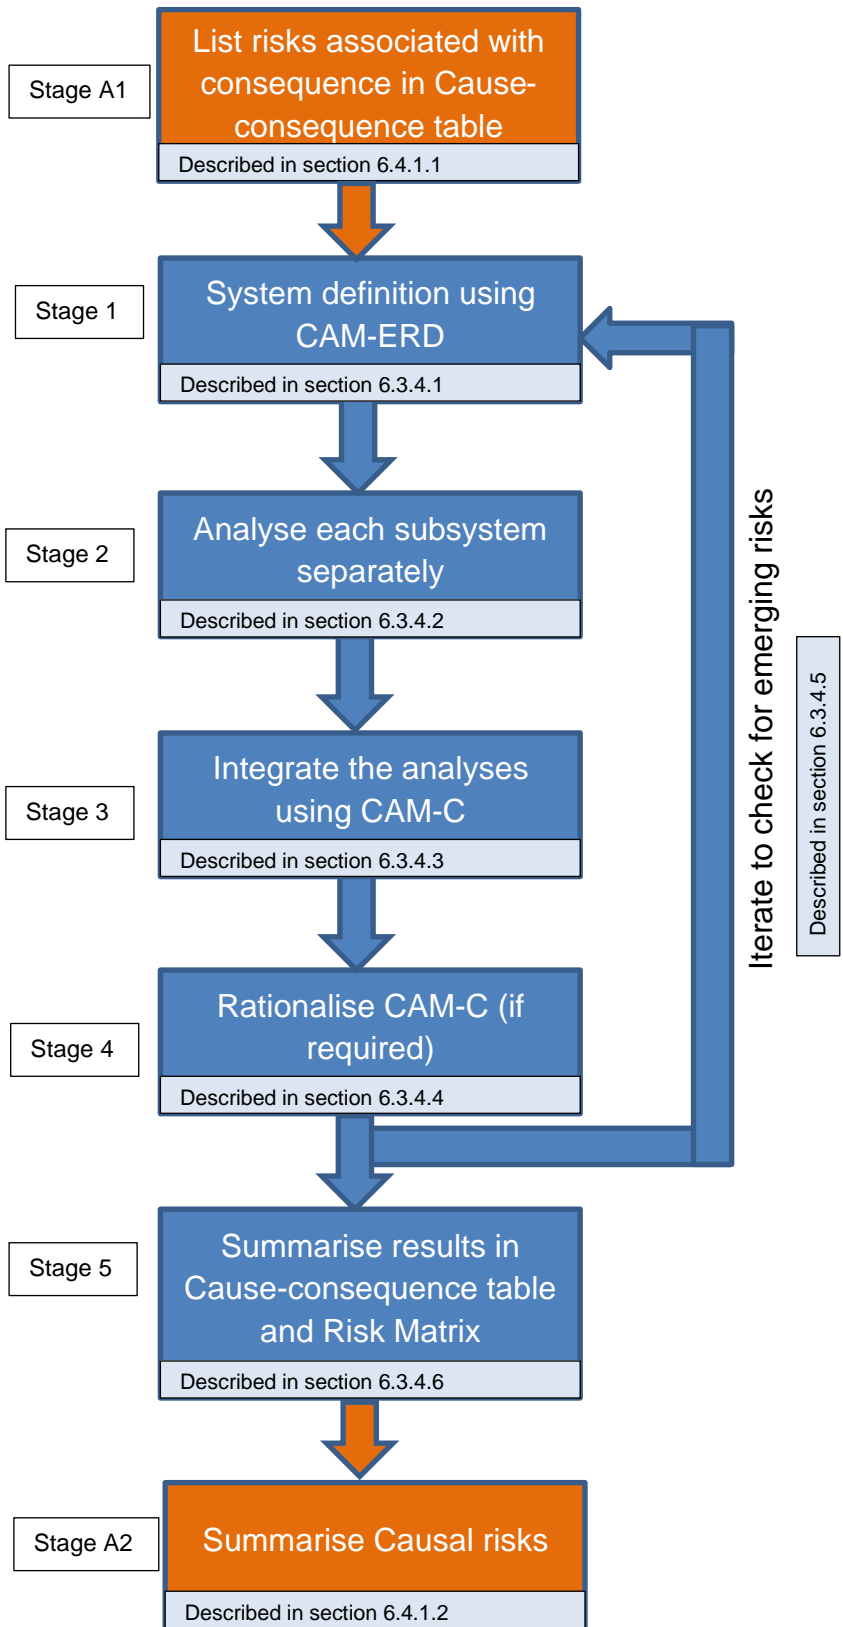 Stage A1
List risks associated with
consequence in Cause-
consequence table
Described in section 6.4.1.1
Stage 1
System definition using
CAM-ERD
Described in section 6.3.4.1
Stage 2
Analyse each subsystem
separately
Described in section 6.3.4.2
Stage 3
Integrate the analyses
using CAM-C
Described in section 6.3.4.3
Stage 4
Rationalise CAM-C (if
required)
Described in section 6.3.4.4
Iterate to check for emerging risks
Described in section 6.3.4.5
Stage 5
Summarise results in
Cause-consequence table
and Risk Matrix
Described in section 6.3.4.6
Stage A2
Summarise Causal risks
Described in section 6.4.1.2